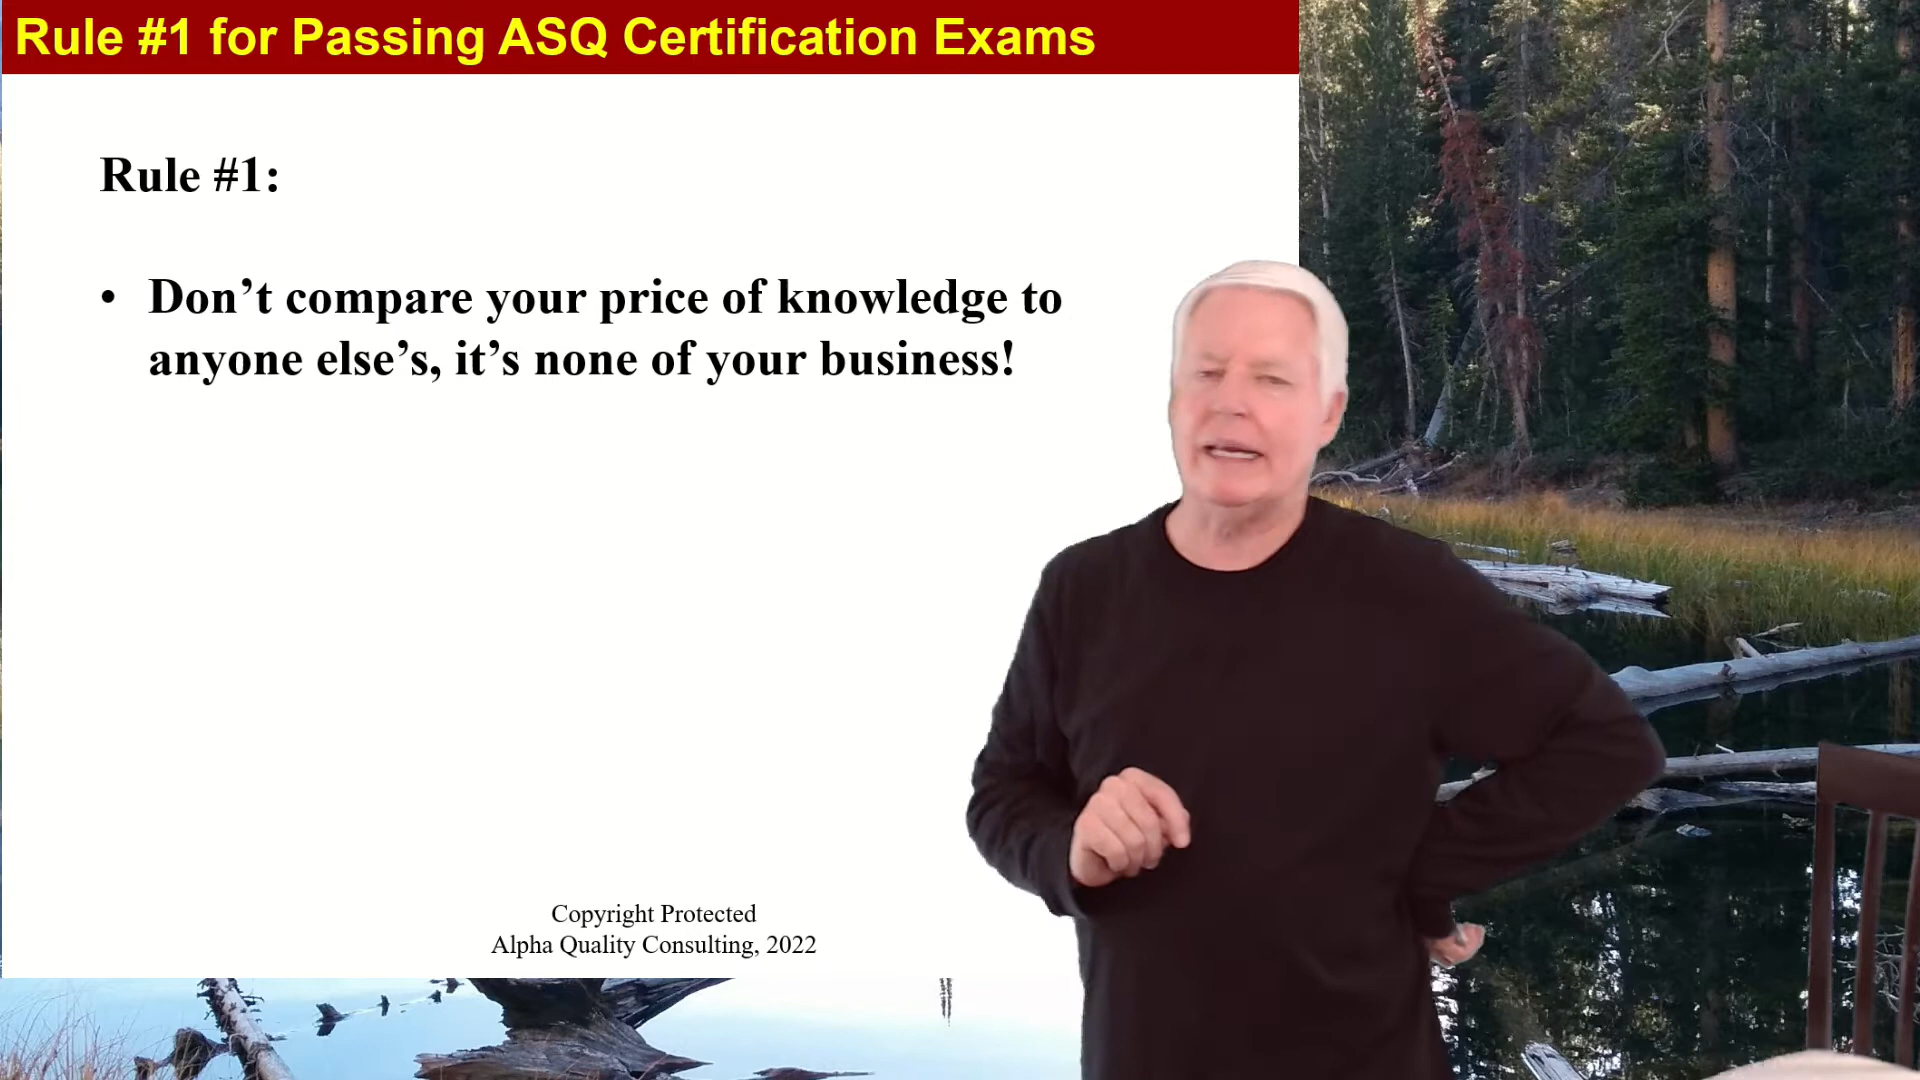 Rule #1 for Passing ASQ Certification Exams
Rule #1:
• Don’t compare your price of knowledge to
anyone else’s, it’s none of your business!
Copyright Protected
Alpha Quality Consulting, 2022